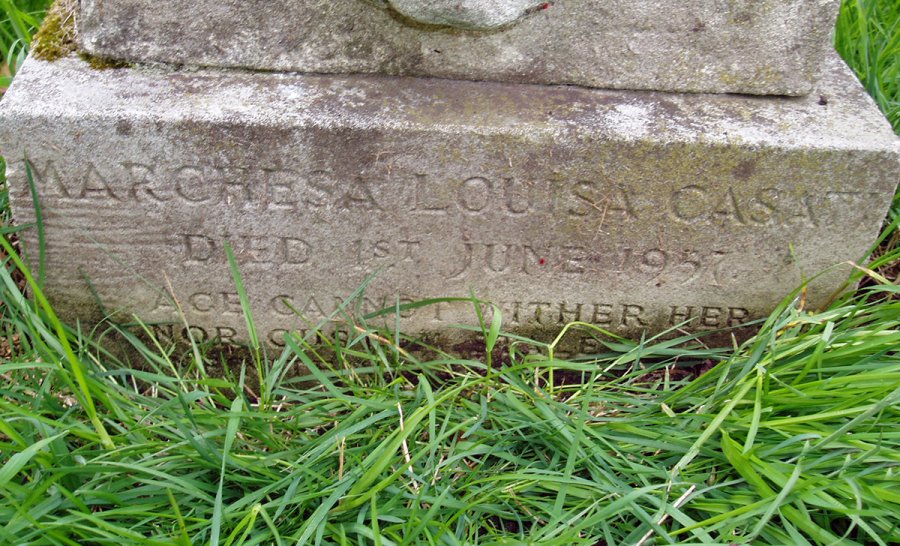 MARCHESA LOUISA CASATI
DIED 1ST JUNE 1957
AGE CANNOT WITHER HER
NOR